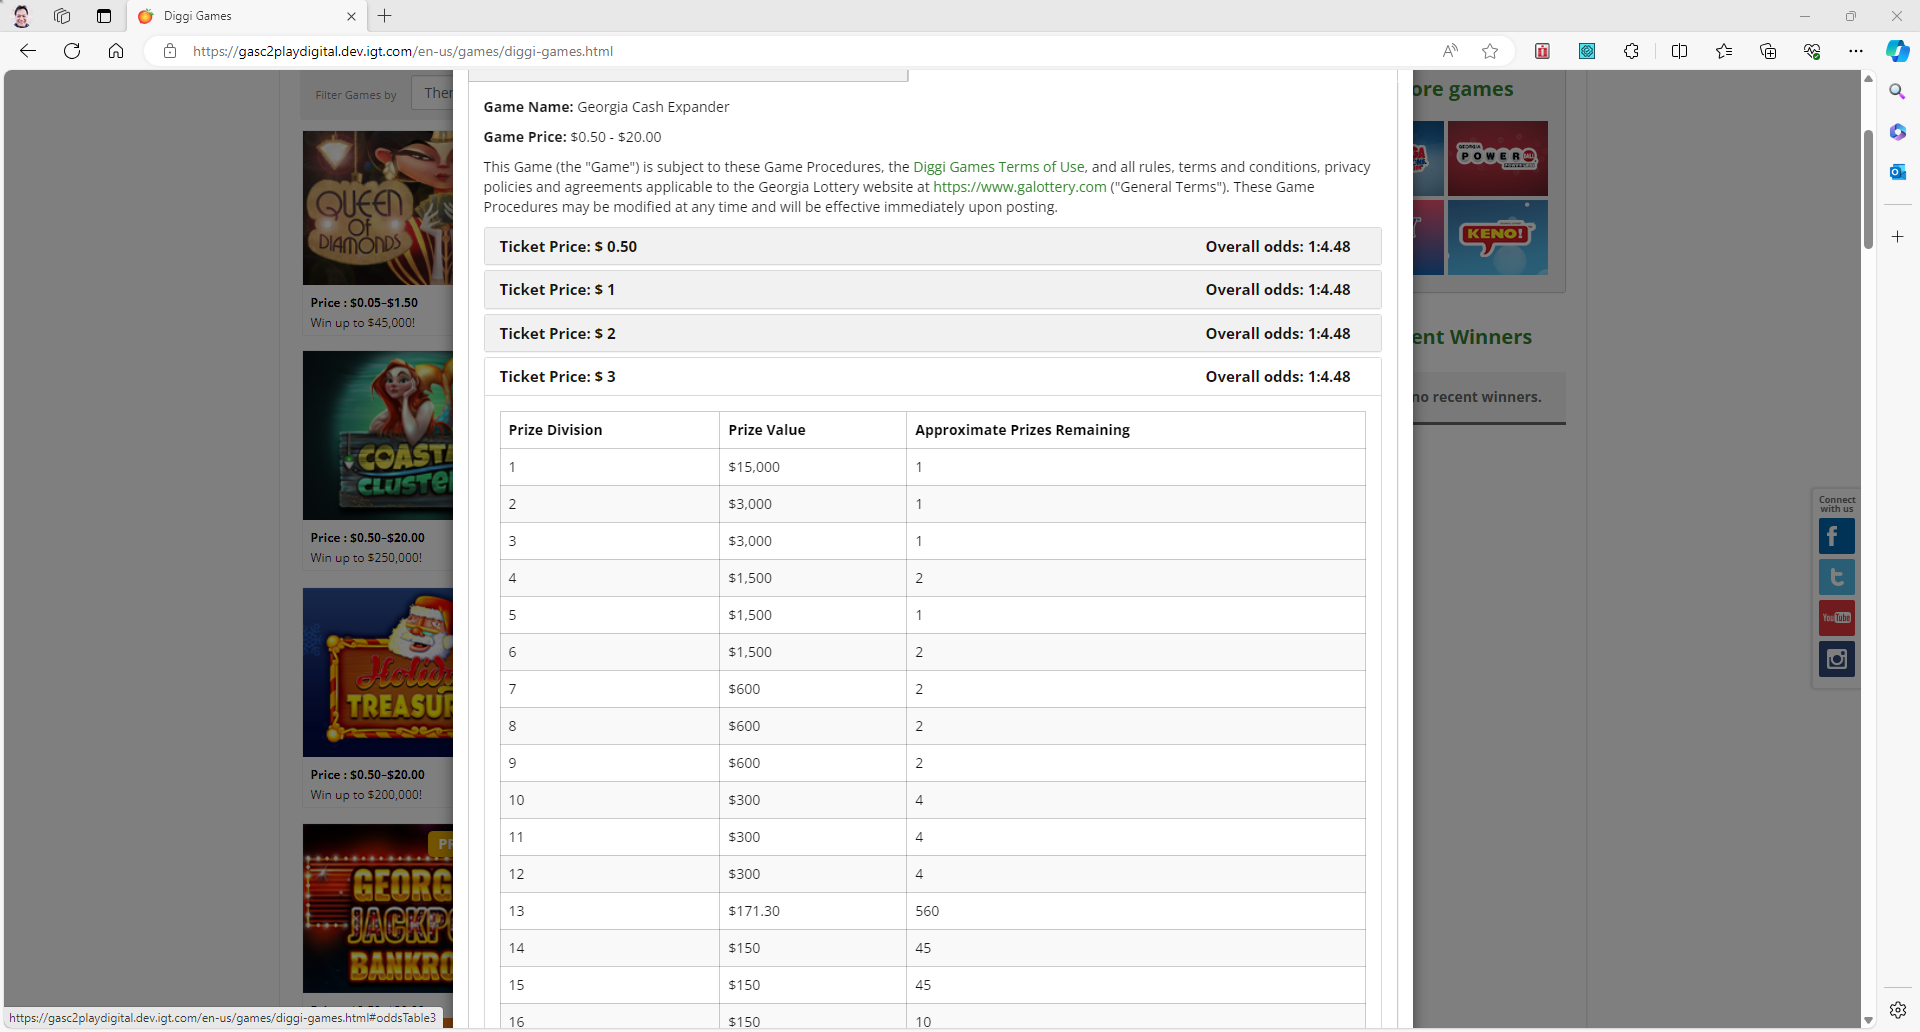 Diggi Games
https://gasc2playdigital.dev.igt.com/en-us/games/diggi-games.html
Filter Games by
QUEEN
OF
DIAMONDS
Price : $0.05-$1.50
Win up to $45,000!
COASTA
CLUSTE
Price : $0.50-$20.00
Win up to $250,000!
TREASU
Price : $0.50-$20.00
Win up to $200,000!
GEORG
JACKP
BANKRO
Game Name: Georgia Cash Expander
Game Price: $0.50 - $20.00
This Game (the "Game") is subject to these Game Procedures, the Diggi Games Terms of Use, and all rules, terms and conditions, privacy
policies and agreements applicable to the Georgia Lottery website at https://www.galottery.com ("General Terms"). These Game
Procedures may be modified at any time and will be effective immediately upon posting.
Ticket Price: $ 0.50 Overall odds: 1:4.48
Ticket Price: $ 1 Overall odds: 1:4.48
Ticket Price: $ 2 Overall odds: 1:4.48
Ticket Price: $ 3 Overall odds: 1:4.48
Prize Division Prize Value Approximate Prizes Remaining
1 $15,000 1
2 $3,000 1
3 $3,000 1
4 $1,500 2
5 $1,500 1
6 $1,500 2
7 $600 2
8 $600 2
9 $600 2
10 $300 4
11 $300 4
12 $300 4
13 $171.30 560
14 $150 45
15 $150 45
16 $150 10
ore games
GEORGIA
POWERBALL
KENO!
ent Winners
no recent winners.
Connect
with us
You Tube
https://gasc2playdigital.dev.igt.com/en-us/games/diggi-games.html#oddsTable3